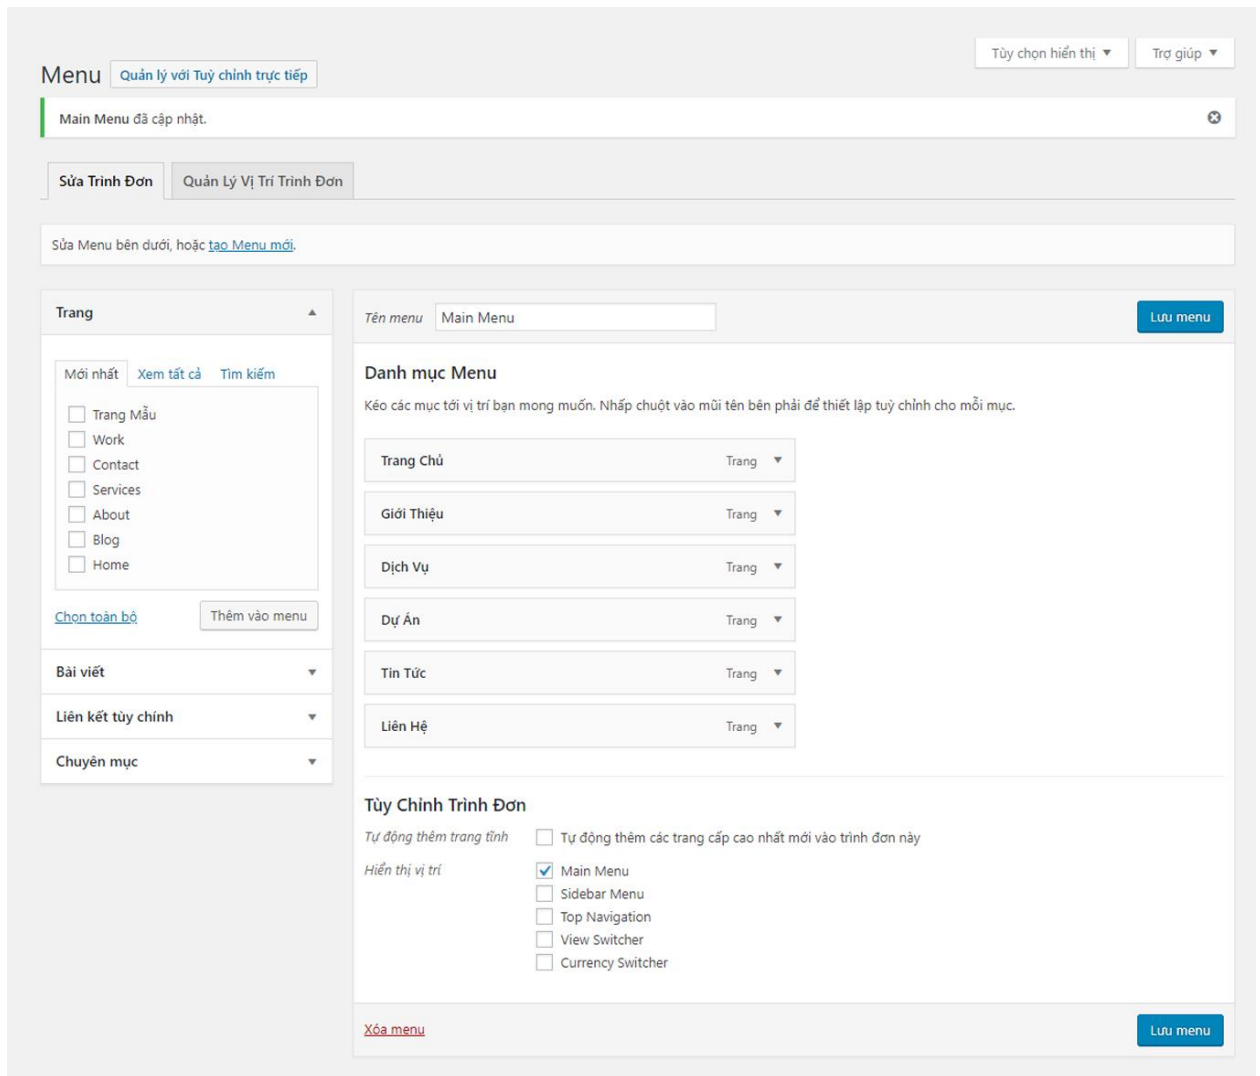 Tùy chọn hiển thị
Trợ giúp
Menu Quản lý với Tuỳ chỉnh trực tiếp
Main Menu đã cập nhật.
Sửa Trình Đơn Quản Lý Vị Trí Trình Đơn
Sửa Menu bên dưới, hoặc tạo Menu mới.
Trang
Mới nhất Xem tất cả Tìm kiếm
Trang Mẫu
Work
Contact
Services
About
Blog
Home
Chọn toàn bộ Thêm vào menu
Bài viết
Liên kết tùy chỉnh
Chuyên mục
Tên menu Main Menu Lưu menu
Danh mục Menu
Kéo các mục tới vị trí bạn mong muốn. Nhấp chuột vào mũi tên bên phải để thiết lập tuỳ chỉnh cho mỗi mục.
Trang Chủ Trang
Giới Thiệu Trang
Dịch Vụ Trang
Dự Án Trang
Tin Tức Trang
Liên Hệ Trang
Tùy Chỉnh Trình Đơn
Tự động thêm trang tĩnh Tự động thêm các trang cấp cao nhất mới vào trình đơn này
Hiển thị vị trí Main Menu
Sidebar Menu
Top Navigation
View Switcher
Currency Switcher
Xóa menu Lưu menu